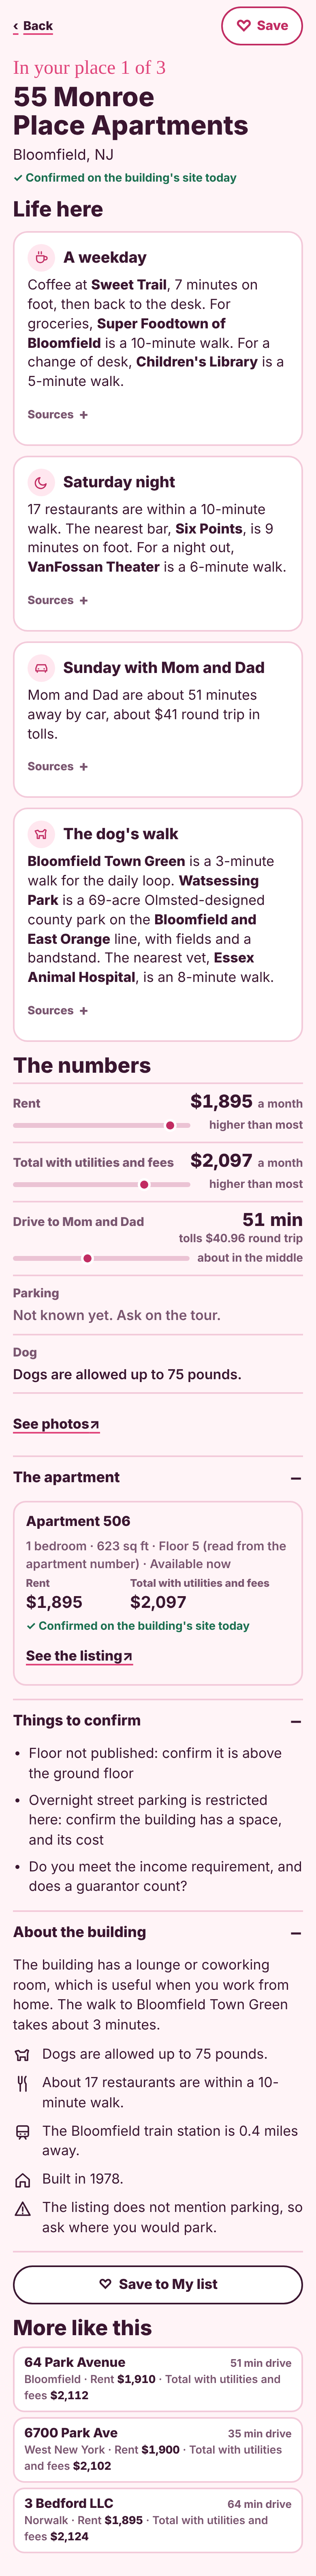 ‹ Back
Save
In your place 1 of 3
55 Monroe
Place Apartments
Bloomfield, NJ
✓ Confirmed on the building's site today
Life here
A weekday
Coffee at Sweet Trail, 7 minutes on
foot, then back to the desk. For
groceries, Super Foodtown of
Bloomfield is a 10-minute walk. For a
change of desk, Children's Library is a
5-minute walk.
Sources +
Saturday night
17 restaurants are within a 10-minute
walk. The nearest bar, Six Points, is 9
minutes on foot. For a night out,
VanFossan Theater is a 6-minute walk.
Sources +
Sunday with Mom and Dad
Mom and Dad are about 51 minutes
away by car, about $41 round trip in
tolls.
Sources +
The dog's walk
Bloomfield Town Green is a 3-minute
walk for the daily loop. Watsessing
Park is a 69-acre Olmsted-designed
county park on the Bloomfield and
East Orange line, with fields and a
bandstand. The nearest vet, Essex
Animal Hospital, is an 8-minute walk.
Sources +
The numbers
Rent $1,895 a month
higher than most
Total with utilities and fees $2,097 a month
higher than most
Drive to Mom and Dad 51 min
tolls $40.96 round trip
about in the middle
Parking
Not known yet. Ask on the tour.
Dog
Dogs are allowed up to 75 pounds.
See photos↗
The apartment –
Apartment 506
1 bedroom · 623 sq ft · Floor 5 (read from the
apartment number) · Available now
Rent Total with utilities and fees
$1,895 $2,097
✓ Confirmed on the building's site today
See the listing↗
Things to confirm –
• Floor not published: confirm it is above
the ground floor
• Overnight street parking is restricted
here: confirm the building has a space,
and its cost
• Do you meet the income requirement, and
does a guarantor count?
About the building –
The building has a lounge or coworking
room, which is useful when you work from
home. The walk to Bloomfield Town Green
takes about 3 minutes.
Dogs are allowed up to 75 pounds.
About 17 restaurants are within a 10-
minute walk.
The Bloomfield train station is 0.4 miles
away.
Built in 1978.
The listing does not mention parking, so
ask where you would park.
Save to My list
More like this
64 Park Avenue 51 min drive
Bloomfield · Rent $1,910 · Total with utilities and
fees $2,112
6700 Park Ave 35 min drive
West New York · Rent $1,900 · Total with utilities
and fees $2,102
3 Bedford LLC 64 min drive
Norwalk · Rent $1,895 · Total with utilities and
fees $2,124